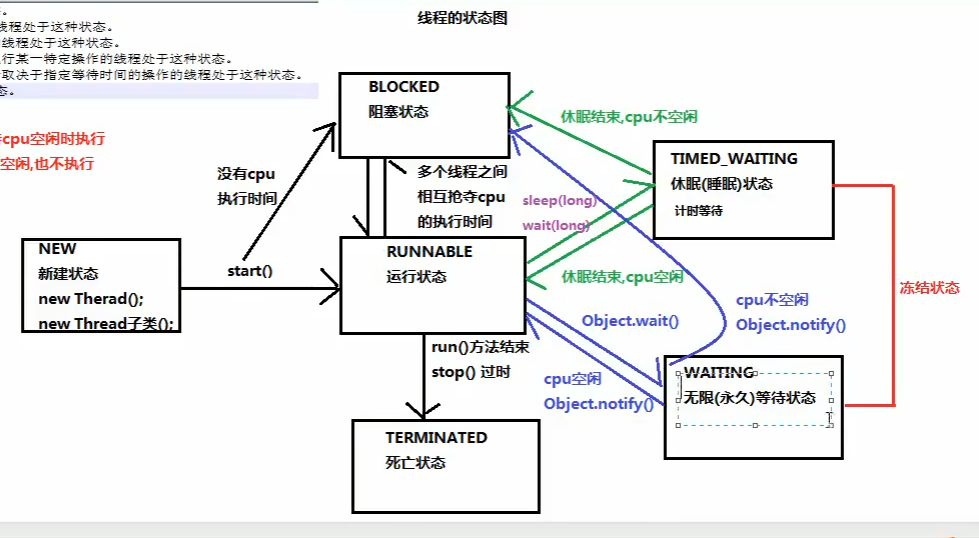 线程的状态图
态。
线程处于这种状态。
线程处于这种状态。
行某一特定操作的线程处于这种状态。
取决于指定等待时间的操作的线程处于这种状态。
态。
cpu空闲时执行
空闲,也不执行
BLOCKED
阻塞状态
休眠结束,cpu不空闲
没有cpu
执行时间
多个线程之间
相互抢夺cpu
的执行时间
sleep(long)
wait(long)
TIMED_WAITING
休眠(睡眠)状态
计时等待
NEW
新建状态
new Therad();
new Thread子类();
start()
RUNNABLE
运行状态
休眠结束,cpu空闲
冻结状态
Object.wait()
cpu不空闲
Object.notify()
run()方法结束
stop() 过时
cpu空闲
Object.notify()
WAITING
无限(永久)等待状态
TERMINATED
死亡状态